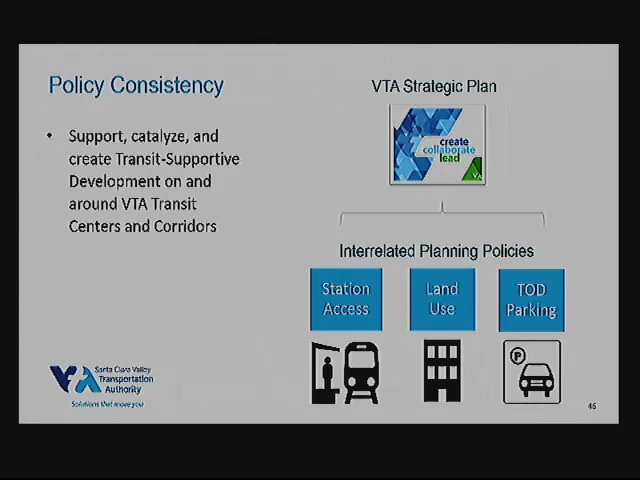 Policy Consistency
• Support, catalyze, and
create Transit-Supportive
Development on and
around VTA Transit
Centers and Corridors
VTA Strategic Plan
create
collaborate
lead
Interrelated Planning Policies
Station
Access
Land
Use
TOD
Parking
P
VTA
Santa Clara Valley
Transportation
Authority
Solutions that move you
46